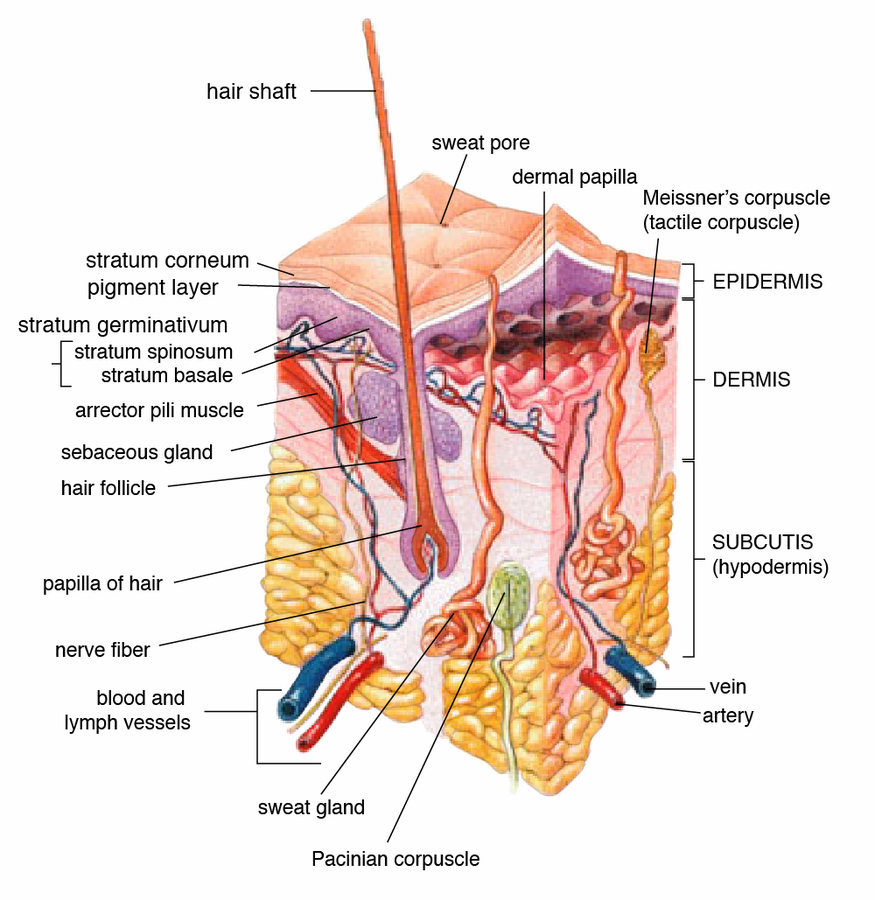 hair shaft
sweat pore
dermal papilla
Meissner's corpuscle
(tactile corpuscle)
stratum corneum
pigment layer
EPIDERMIS
stratum germinativum
stratum spinosum
stratum basale
DERMIS
arrector pili muscle
sebaceous gland
hair follicle
SUBCUTIS
(hypodermis)
papilla of hair
nerve fiber
blood and
lymph vessels
vein
artery
sweat gland
Pacinian corpuscle